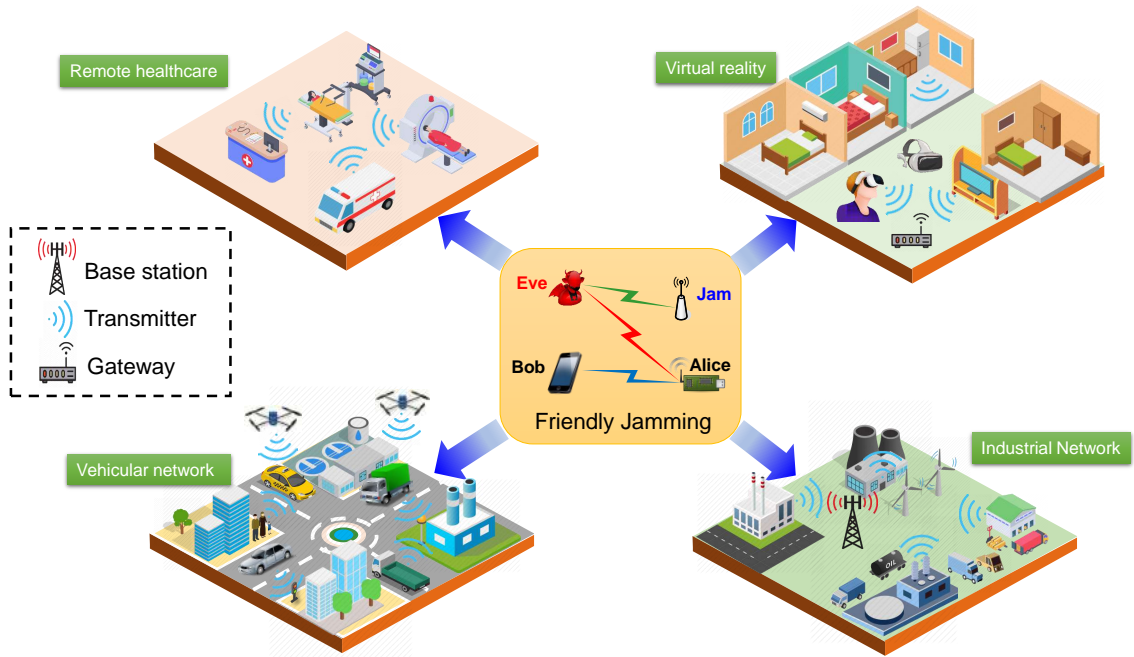 Remote healthcare
Virtual reality
Base station
Transmitter
Gateway
Eve
Jam
Bob
Alice
Friendly Jamming
Vehicular network
Industrial Network
OIL